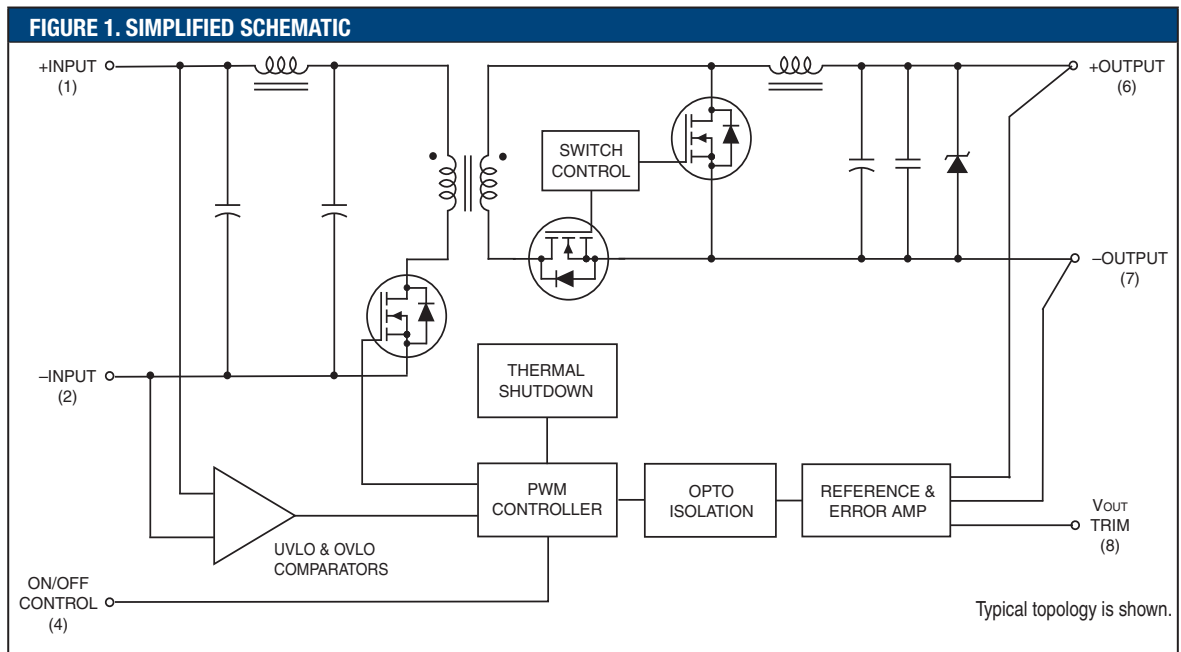 FIGURE 1. SIMPLIFIED SCHEMATIC
+INPUT
(1)
+OUTPUT
(6)
SWITCH
CONTROL
–OUTPUT
(7)
–INPUT
(2)
THERMAL
SHUTDOWN
PWM
CONTROLLER
OPTO
ISOLATION
REFERENCE &
ERROR AMP
VOUT
TRIM
(8)
UVLO & OVLO
COMPARATORS
ON/OFF
CONTROL
(4)
Typical topology is shown.